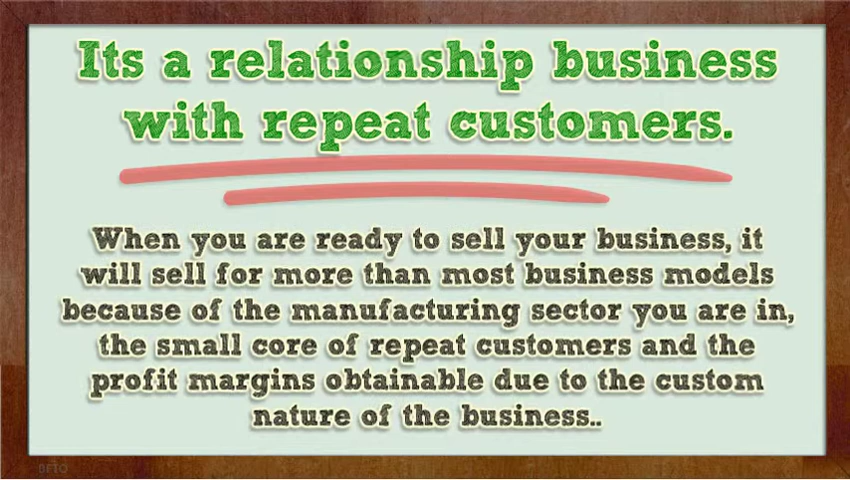 Its a relationship business
with repeat customers.
When you are ready to sell your business, it
will sell for more than most business models
because of the manufacturing sector you are in,
the small core of repeat customers and the
profit margins obtainable due to the custom
nature of the business..